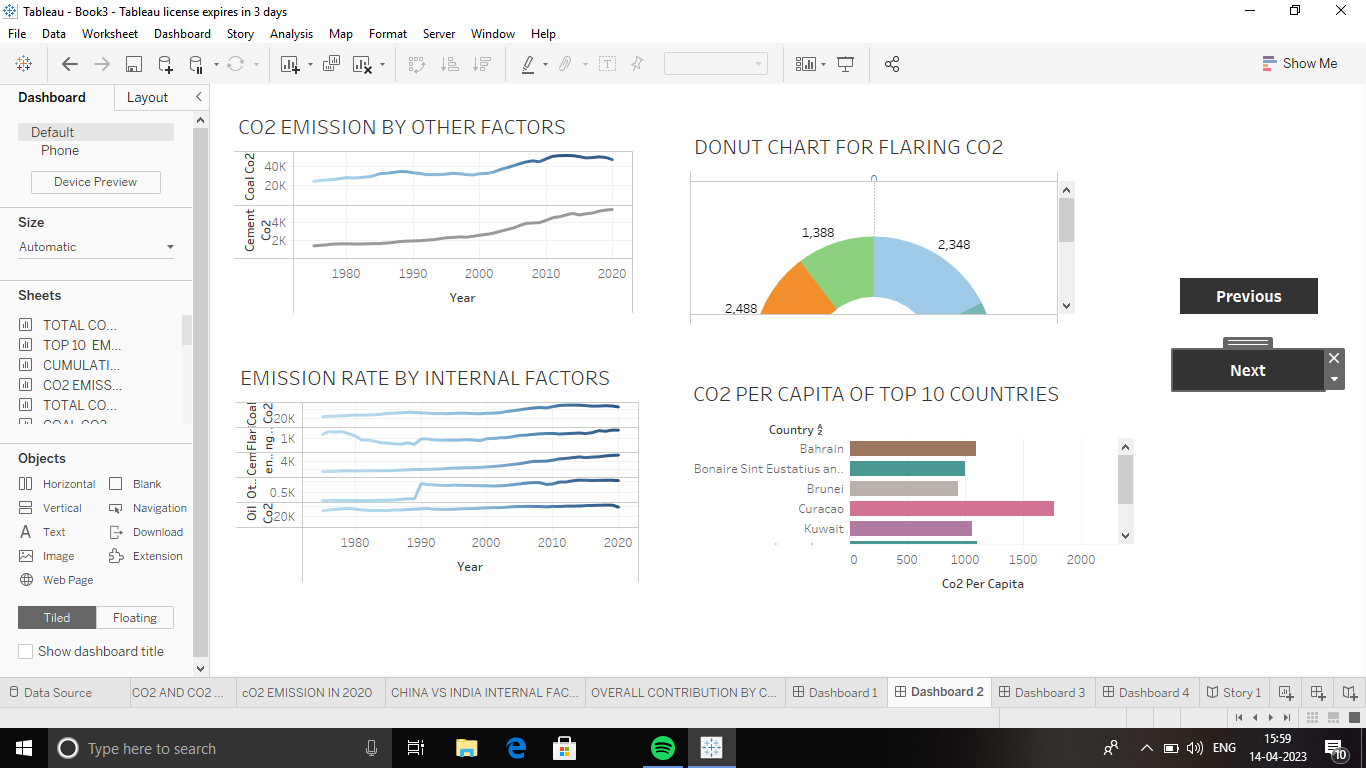 Tableau - Book3 - Tableau license expires in 3 days
File Data Worksheet Dashboard Story Analysis Map Format Server Window Help
Show Me
Dashboard Layout
Default
Phone
Device Preview
Size
Automatic
Sheets
TOTAL CO...
TOP 10 EM...
CUMULATI...
CO2 EMISS...
TOTAL CO...
COAL CO2
Objects
Horizontal Blank
Vertical Navigation
Text Download
Image Extension
Web Page
Tiled Floating
Show dashboard title
CO2 EMISSION BY OTHER FACTORS
Coal Co2
40K
20K
Cement
Co2
4K
2K
1980 1990 2000 2010 2020
Year
DONUT CHART FOR FLARING CO2
0
1,388
2,348
2,488
Previous
Next
EMISSION RATE BY INTERNAL FACTORS
Coal
Co2
20K
Flari
ng..
1K
Cem
en..
4K
Ot..
0.5K
Oil
Co2
20K
1980 1990 2000 2010 2020
Year
CO2 PER CAPITA OF TOP 10 COUNTRIES
Country
Bahrain
Bonaire Sint Eustatius an..
Brunei
Curacao
Kuwait
0 500 1000 1500 2000
Co2 Per Capita
Data Source CO2 AND CO2 ... cO2 EMISSION IN 2020 CHINA VS INDIA INTERNAL FAC... OVERALL CONTRIBUTION BY C... Dashboard 1 Dashboard 2 Dashboard 3 Dashboard 4 Story 1
Type here to search
ENG
15:59
14-04-2023
10